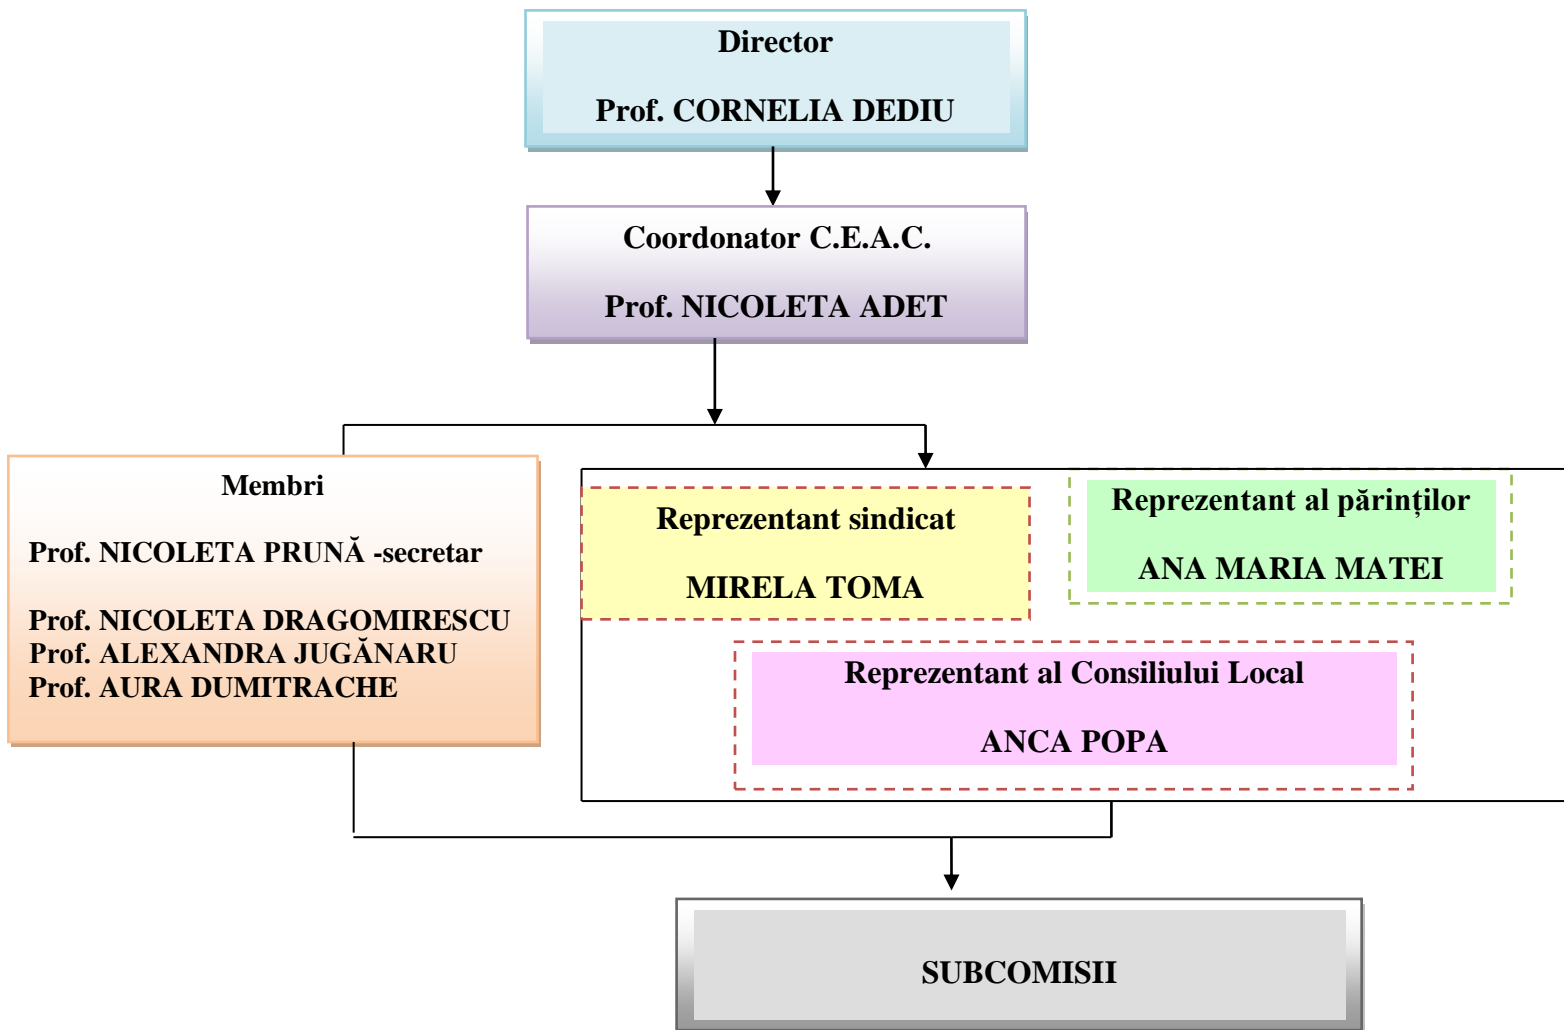 Director
Prof. CORNELIA DEDIU
Coordonator C.E.A.C.
Prof. NICOLETA ADET
Membri
Prof. NICOLETA PRUNĂ -secretar
Prof. NICOLETA DRAGOMIRESCU
Prof. ALEXANDRA JUGĂNARU
Prof. AURA DUMITRACHE
Reprezentant sindicat
MIRELA TOMA
Reprezentant al părinților
ANA MARIA MATEI
Reprezentant al Consiliului Local
ANCA POPA
SUBCOMISII